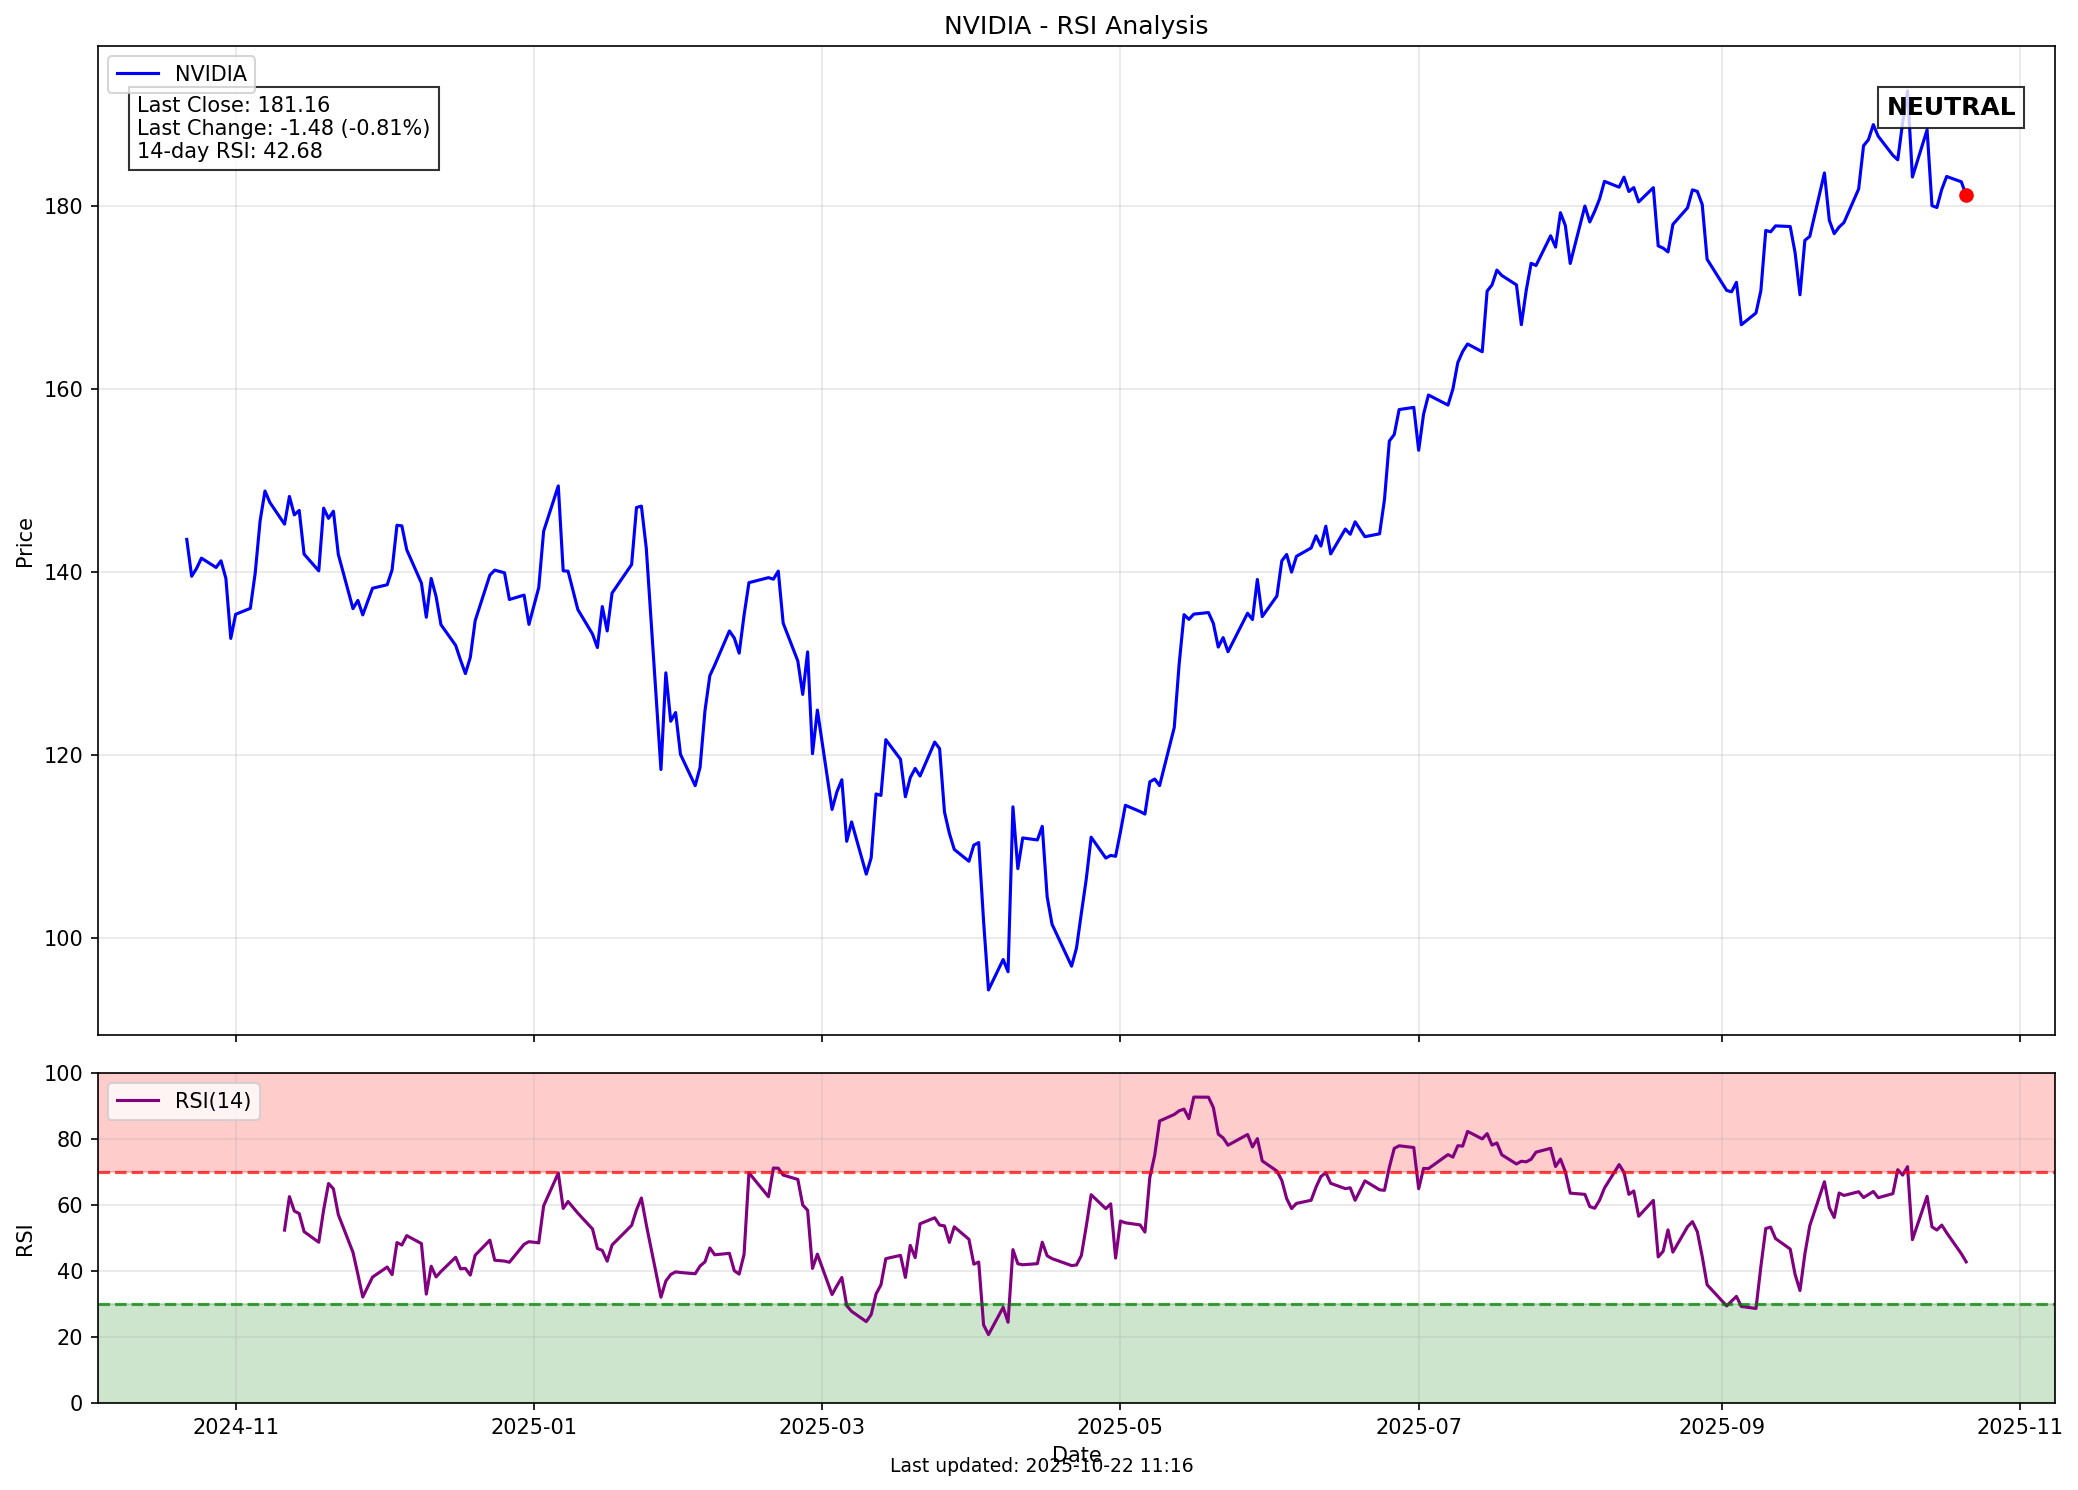 NVIDIA - RSI Analysis
NVIDIA
Last Close: 181.16
Last Change: -1.48 (-0.81%)
14-day RSI: 42.68
NEUTRAL
Price
180
160
140
120
100
RSI(14)
RSI
100
80
60
40
20
0
2024-11
2025-01
2025-03
2025-05
2025-07
2025-09
2025-11
Date
Last updated: 2025-10-22 11:16